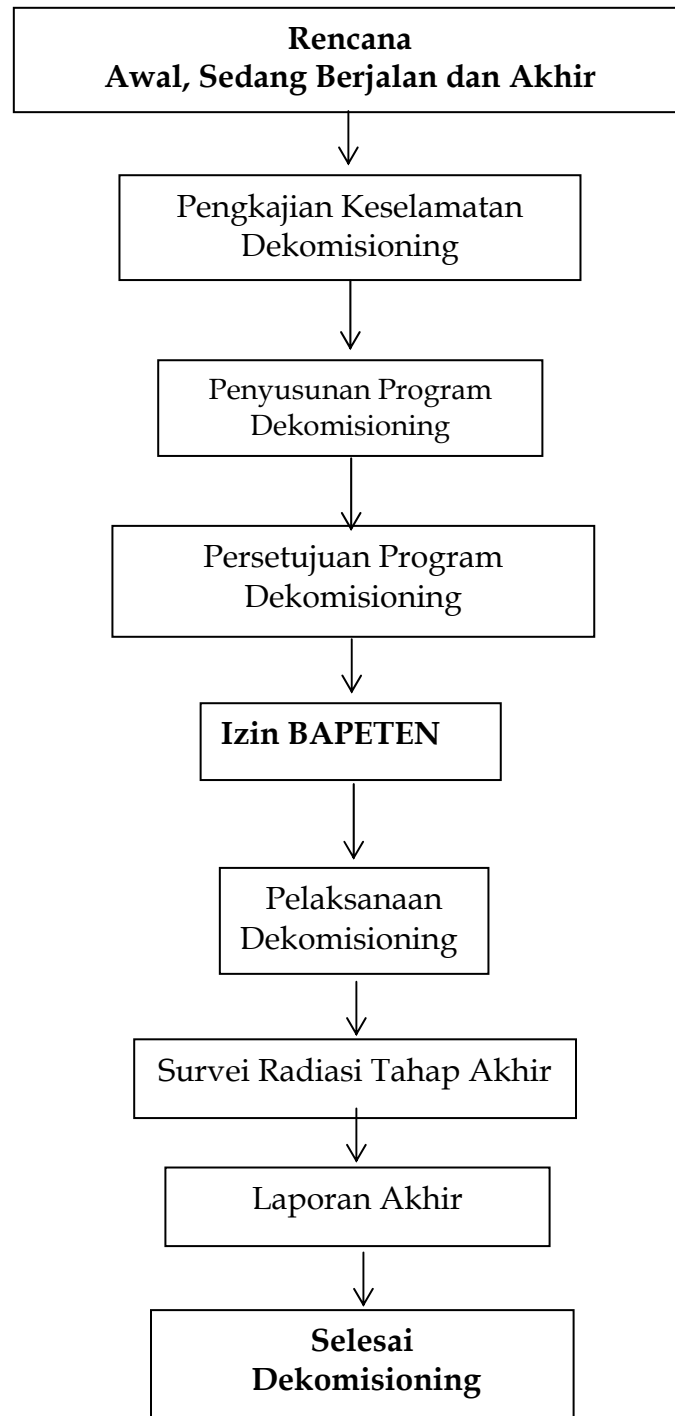 Rencana
Awal, Sedang Berjalan dan Akhir
Pengkajian Keselamatan
Dekomisioning
Penyusunan Program
Dekomisioning
Persetujuan Program
Dekomisioning
Izin BAPETEN
Pelaksanaan
Dekomisioning
Survei Radiasi Tahap Akhir
Laporan Akhir
Selesai
Dekomisioning